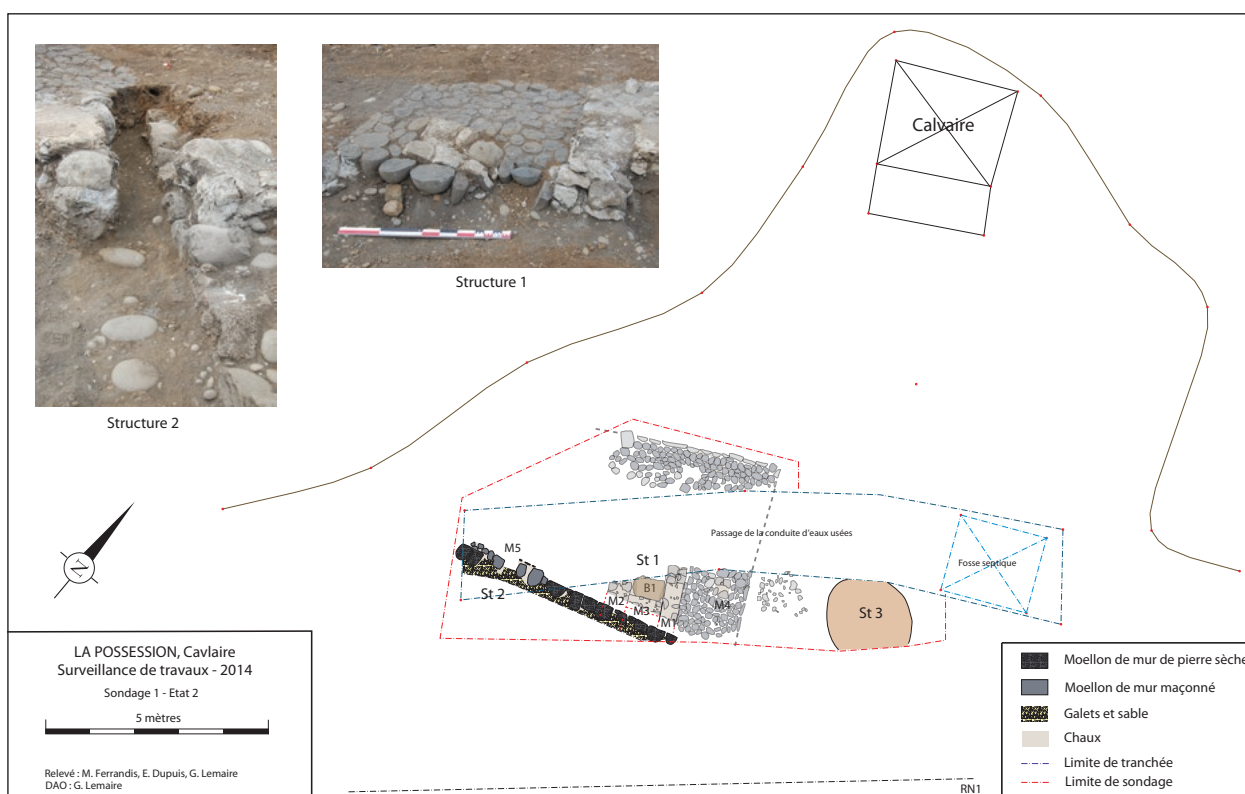 Calvaire
Structure 1
Structure 2
Passage de la conduite d'eaux usées
M5
St 1
Fosse septique
St 2
B1
M2
M3
M4
M1
St 3
N
LA POSSESSION, Cavlaire
Surveillance de travaux - 2014
Sondage 1 - Etat 2
5 mètres
Relevé : M. Ferrandis, E. Dupuis, G. Lemaire
DAO : G. Lemaire
Moellon de mur de pierre sèche
Moellon de mur maçonné
Galets et sable
Chaux
Limite de tranchée
Limite de sondage
RN1